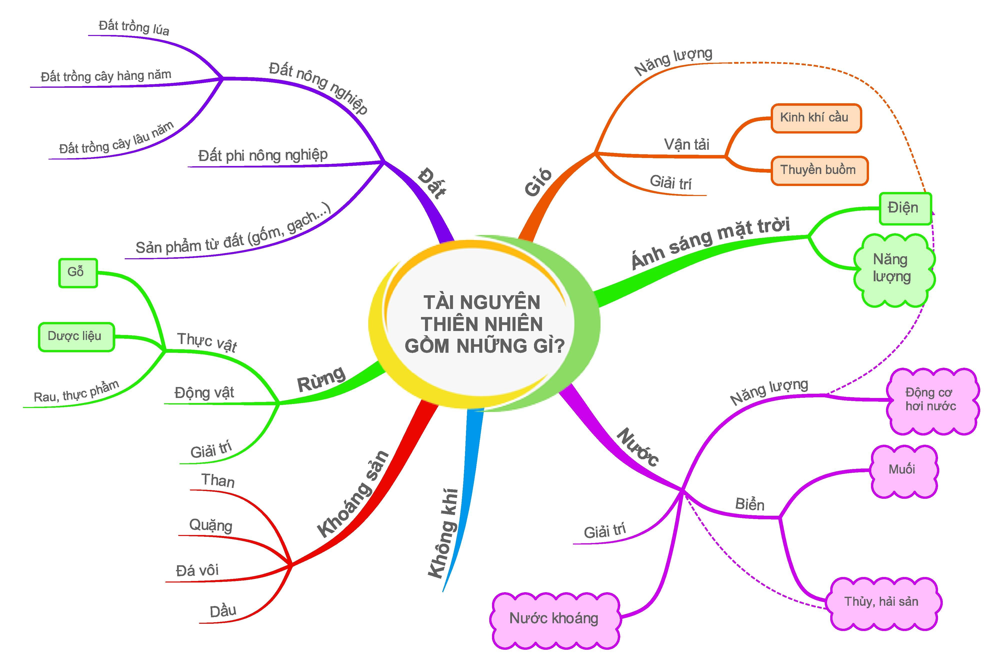 TÀI NGUYÊN
THIÊN NHIÊN
GỒM NHỮNG GÌ?
Gió
Năng lượng
Vận tải
Kinh khí cầu
Thuyền buồm
Giải trí
Ánh sáng mặt trời
Điện
Năng
lượng
Nước
Năng lượng
Động cơ
hơi nước
Biển
Muối
Thủy, hải sản
Giải trí
Nước khoáng
Không khí
Khoáng sản
Than
Quặng
Đá vôi
Dầu
Rừng
Thực vật
Gỗ
Dược liệu
Rau, thực phẩm
Động vật
Giải trí
Đất
Đất nông nghiệp
Đất trồng lúa
Đất trồng cây hàng năm
Đất trồng cây lâu năm
Đất phi nông nghiệp
Sản phẩm từ đất (gốm, gạch...)